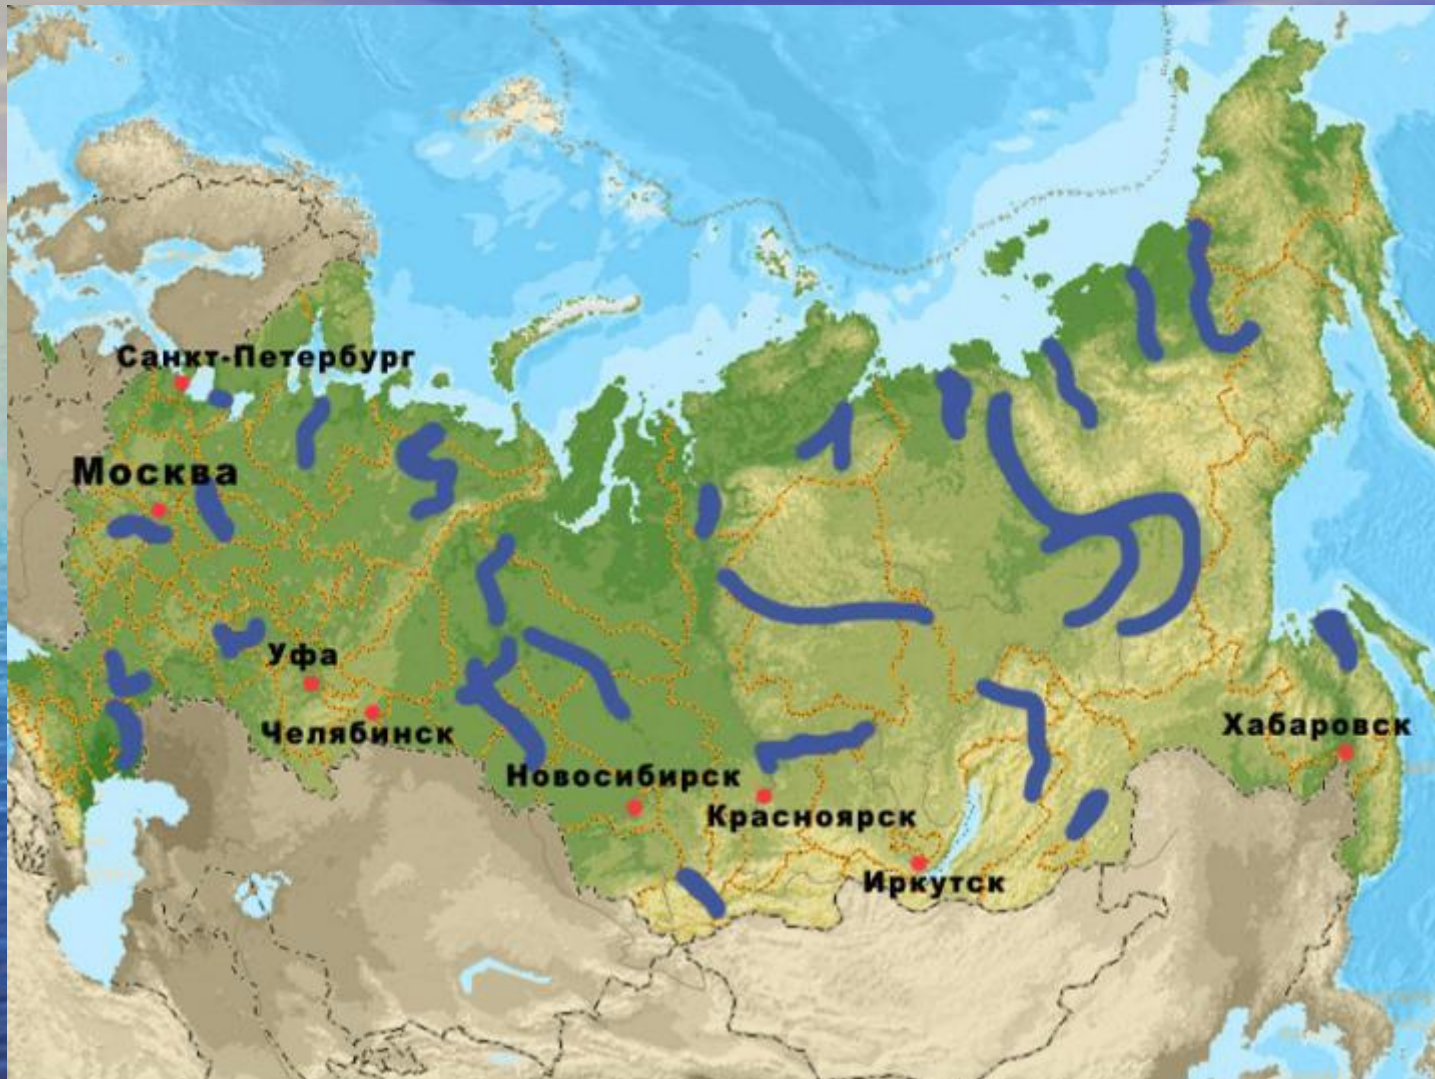 Санкт-Петербург
Москва
Уфа
Челябинск
Новосибирск
Красноярск
Иркутск
Хабаровск